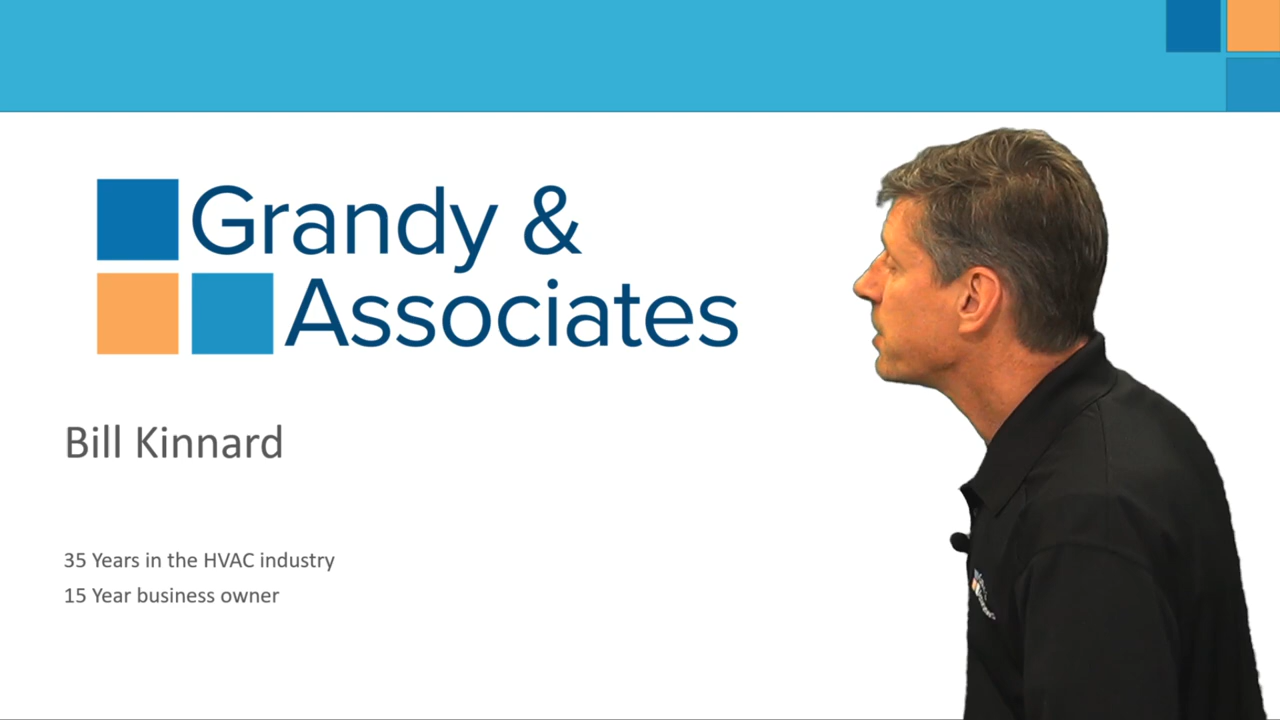 Grandy &
Associates
Bill Kinnard
35 Years in the HVAC industry
15 Year business owner